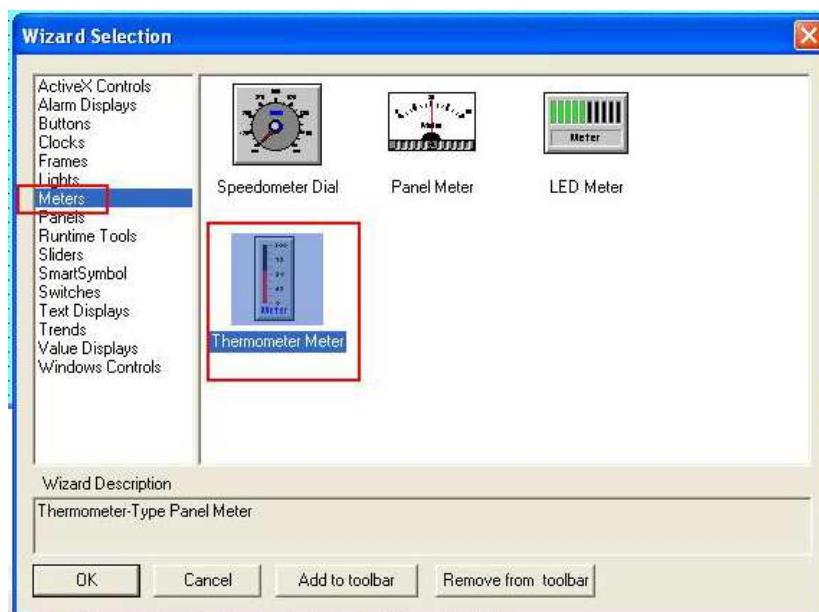 Wizard Selection
ActiveX Controls
Alarm Displays
Buttons
Clocks
Frames
Lights
Meters
Panels
Runtime Tools
Sliders
SmartSymbol
Switches
Text Displays
Trends
Value Displays
Windows Controls
Speedometer Dial
Meter
Panel Meter
Meter
LED Meter
Meter
Thermometer Meter
Wizard Description
Thermometer-Type Panel Meter
OK
Cancel
Add to toolbar
Remove from toolbar